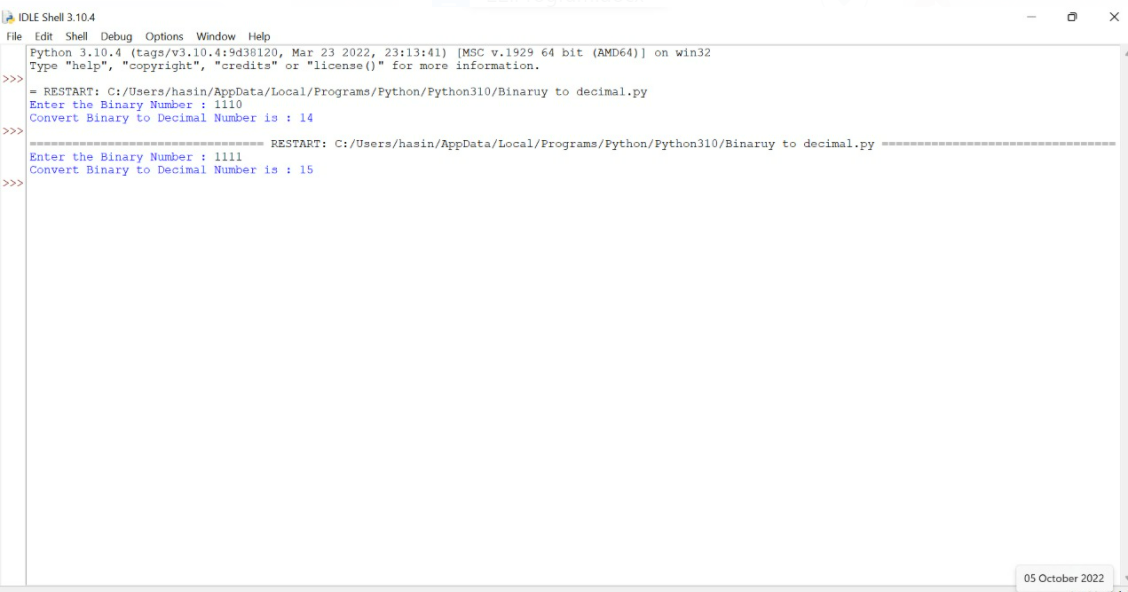 IDLE Shell 3.10.4
File Edit Shell Debug Options Window Help
Python 3.10.4 (tags/v3.10.4:9d38120, Mar 23 2022, 23:13:41) [MSC v.1929 64 bit (AMD64)] on win32
Type "help", "copyright", "credits" or "license()" for more information.
>>>
= RESTART: C:/Users/hasin/AppData/Local/Programs/Python/Python310/Binaruy to decimal.py
Enter the Binary Number : 1110
Convert Binary to Decimal Number is : 14
>>>
================================= RESTART: C:/Users/hasin/AppData/Local/Programs/Python/Python310/Binaruy to decimal.py =================================
Enter the Binary Number : 1111
Convert Binary to Decimal Number is : 15
>>>
05 October 2022